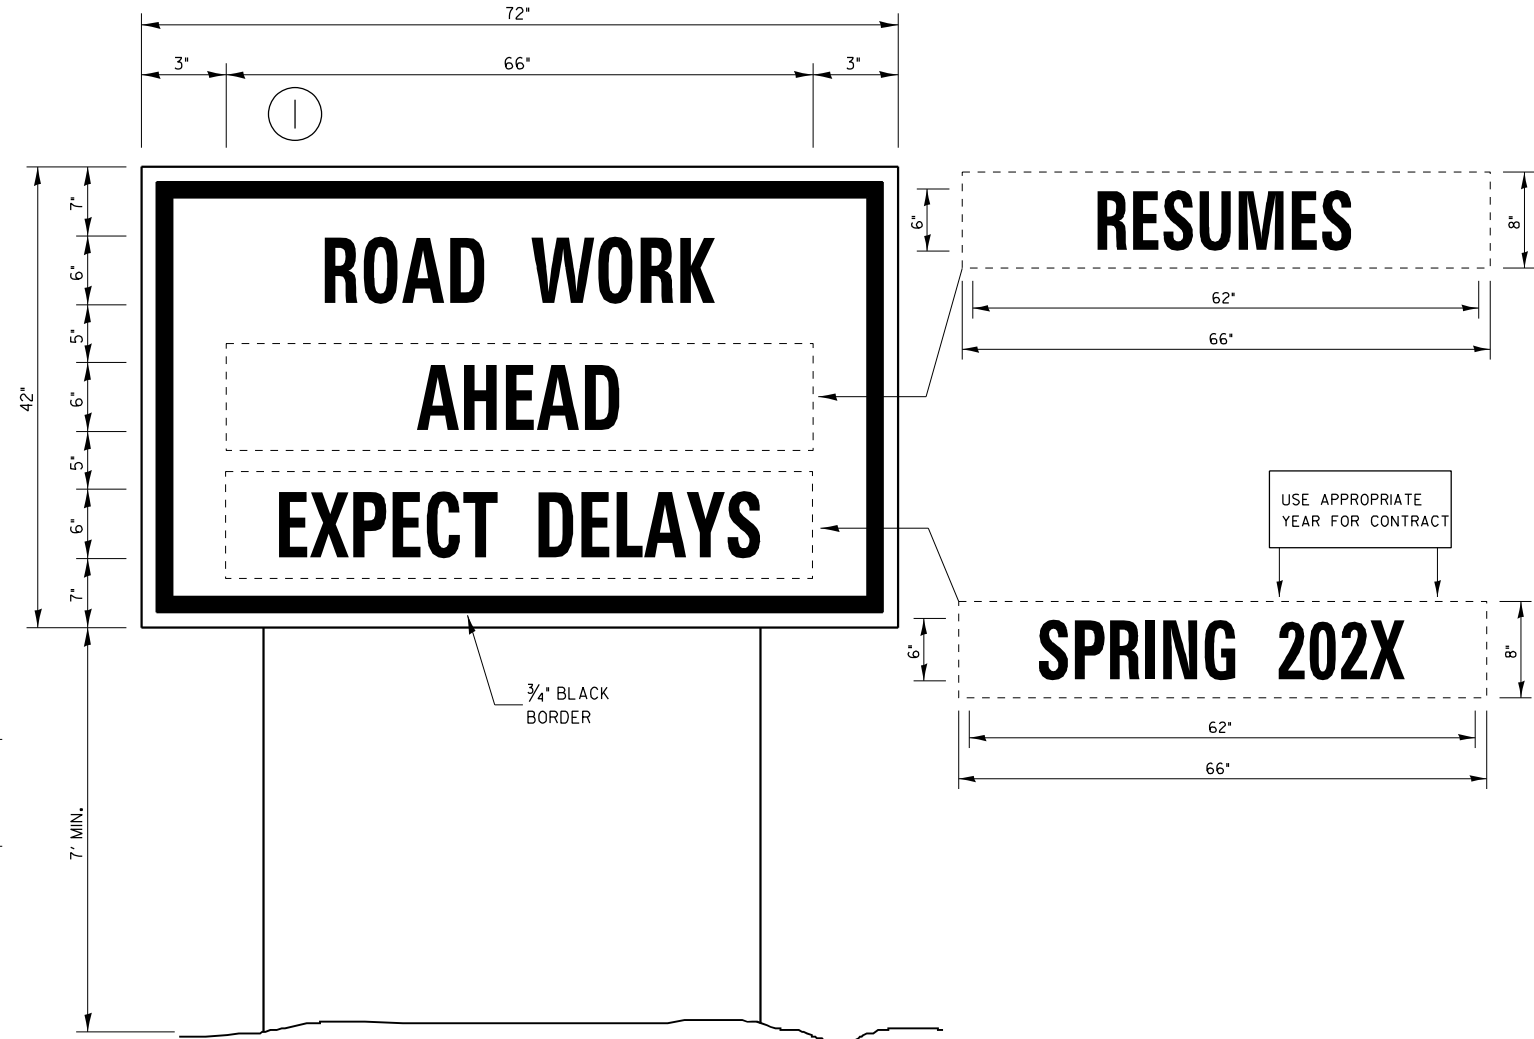 72"
3" 66" 3"
I
7"
6"
5"
6"
5"
6"
7"
42"
7' MIN.
ROAD WORK
AHEAD
EXPECT DELAYS
3/4" BLACK
BORDER
6"
RESUMES
8"
62"
66"
USE APPROPRIATE
YEAR FOR CONTRACT
6"
SPRING 202X
8"
62"
66"